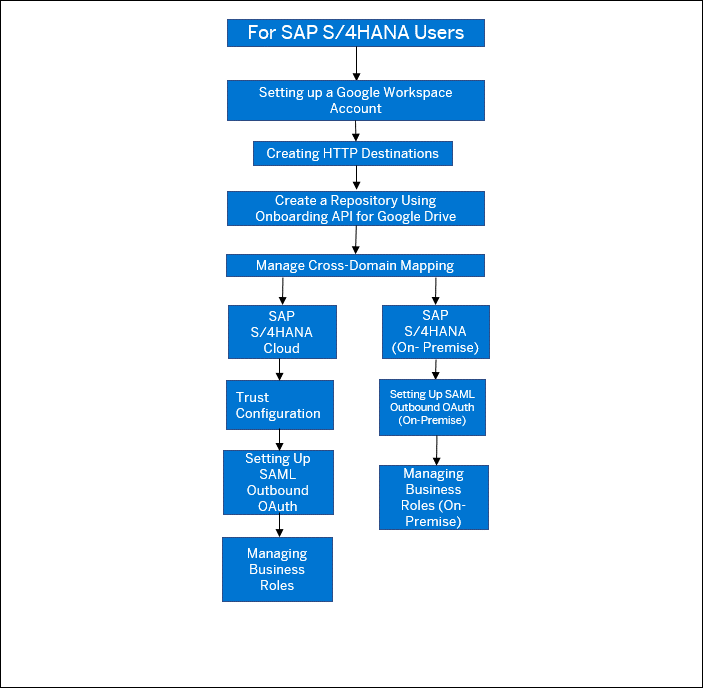 For SAP S/4HANA Users
Setting up a Google Workspace
Account
Creating HTTP Destinations
Create a Repository Using
Onboarding API for Google Drive
Manage Cross-Domain Mapping
SAP
S/4HANA
Cloud
Trust
Configuration
Setting Up
SAML
Outbound
OAuth
Managing
Business
Roles
SAP
S/4HANA
(On- Premise)
Setting Up SAML
Outbound OAuth
(On-Premise)
Managing
Business
Roles (On-
Premise)